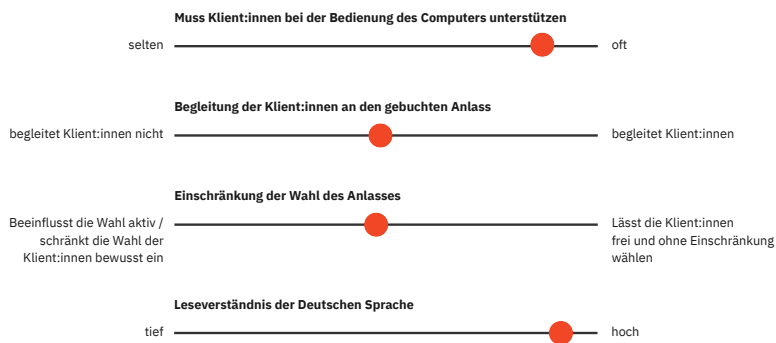 Muss Klient:innen bei der Bedienung des Computers unterstützen
selten
oft
Begleitung der Klient:innen an den gebuchten Anlass
begleitet Klient:innen nicht
begleitet Klient:innen
Einschränkung der Wahl des Anlasses
Beeinflusst die Wahl aktiv /
schränkt die Wahl der
Klient:innen bewusst ein
Lässt die Klient:innen
frei und ohne Einschränkung
wählen
Leseverständnis der Deutschen Sprache
tief
hoch